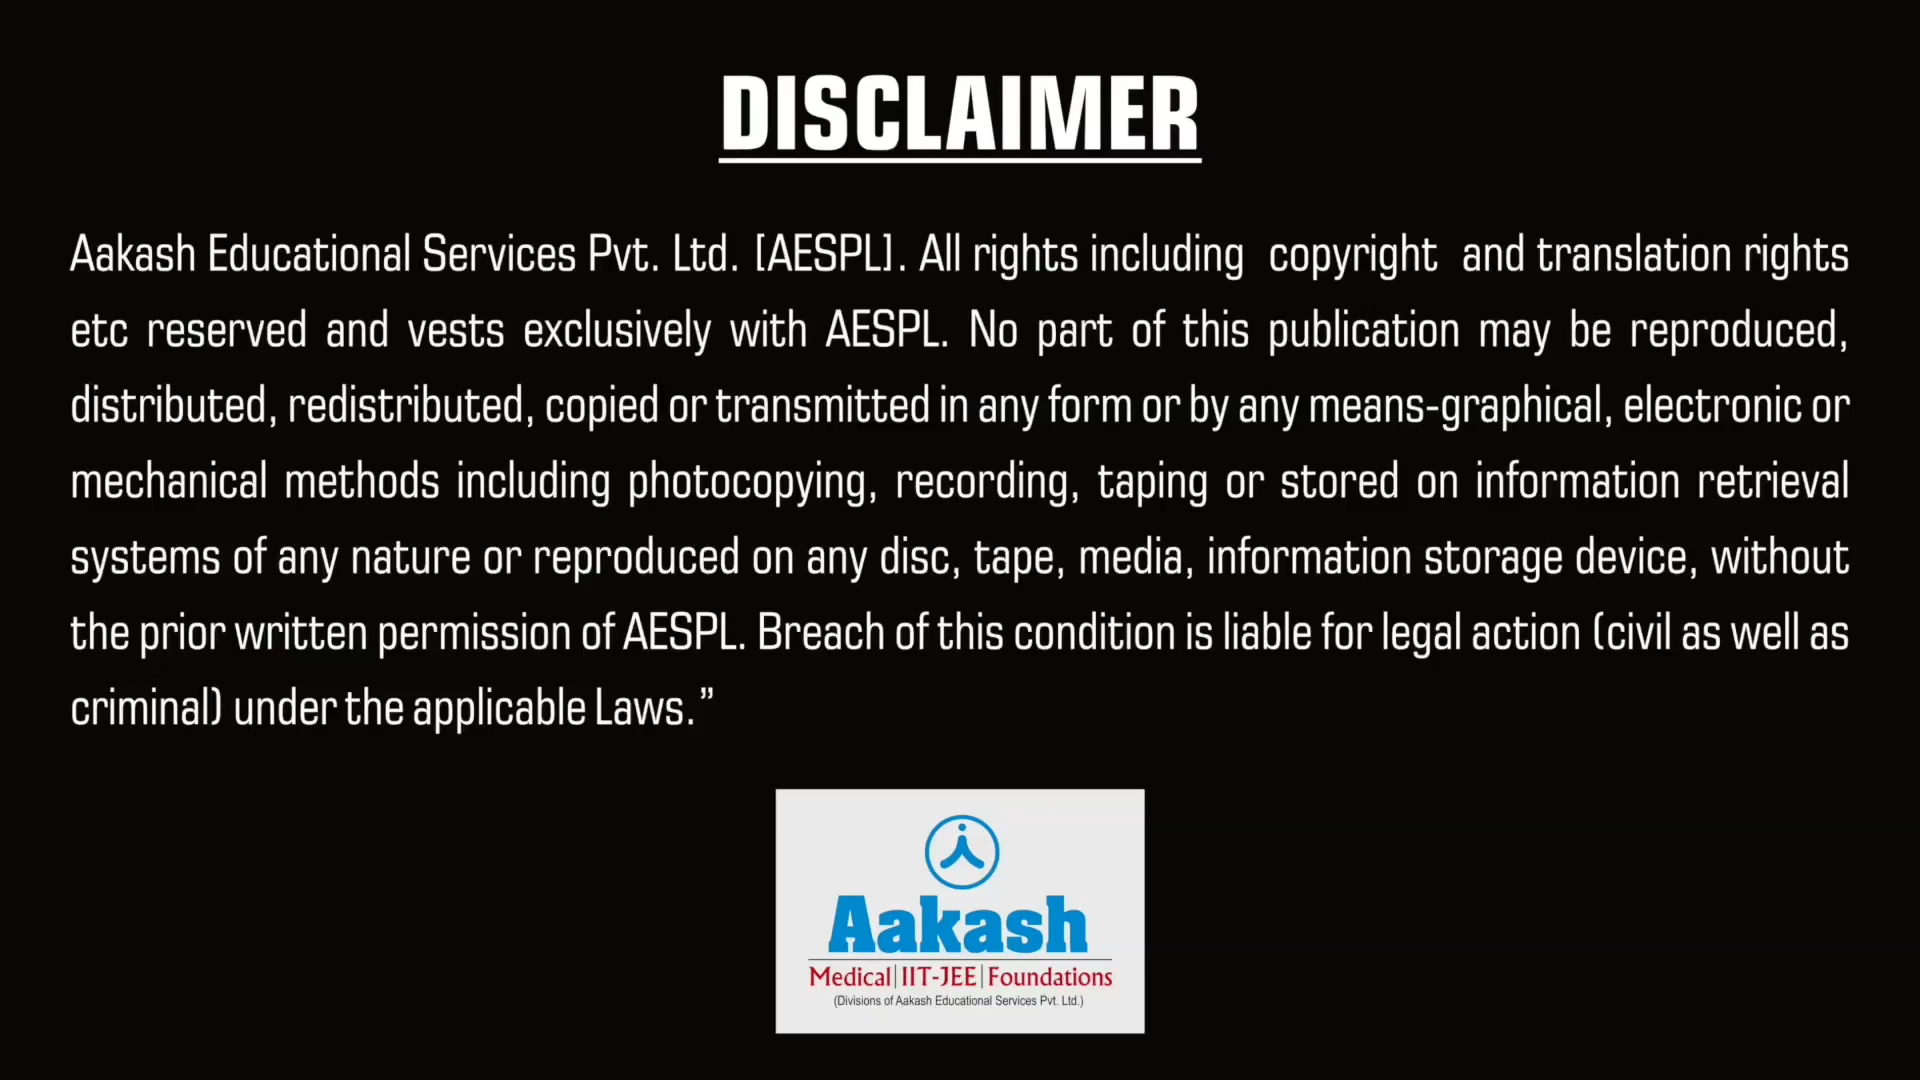 DISCLAIMER
Aakash Educational Services Pvt. Ltd. [AESPL]. All rights including copyright and translation rights
etc reserved and vests exclusively with AESPL. No part of this publication may be reproduced,
distributed, redistributed, copied or transmitted in any form or by any means-graphical, electronic or
mechanical methods including photocopying, recording, taping or stored on information retrieval
systems of any nature or reproduced on any disc, tape, media, information storage device, without
the prior written permission of AESPL. Breach of this condition is liable for legal action (civil as well as
criminal) under the applicable Laws.”
Aakash
Medical|IIT-JEE|Foundations
(Divisions of Aakash Educational Services Pvt. Ltd.)